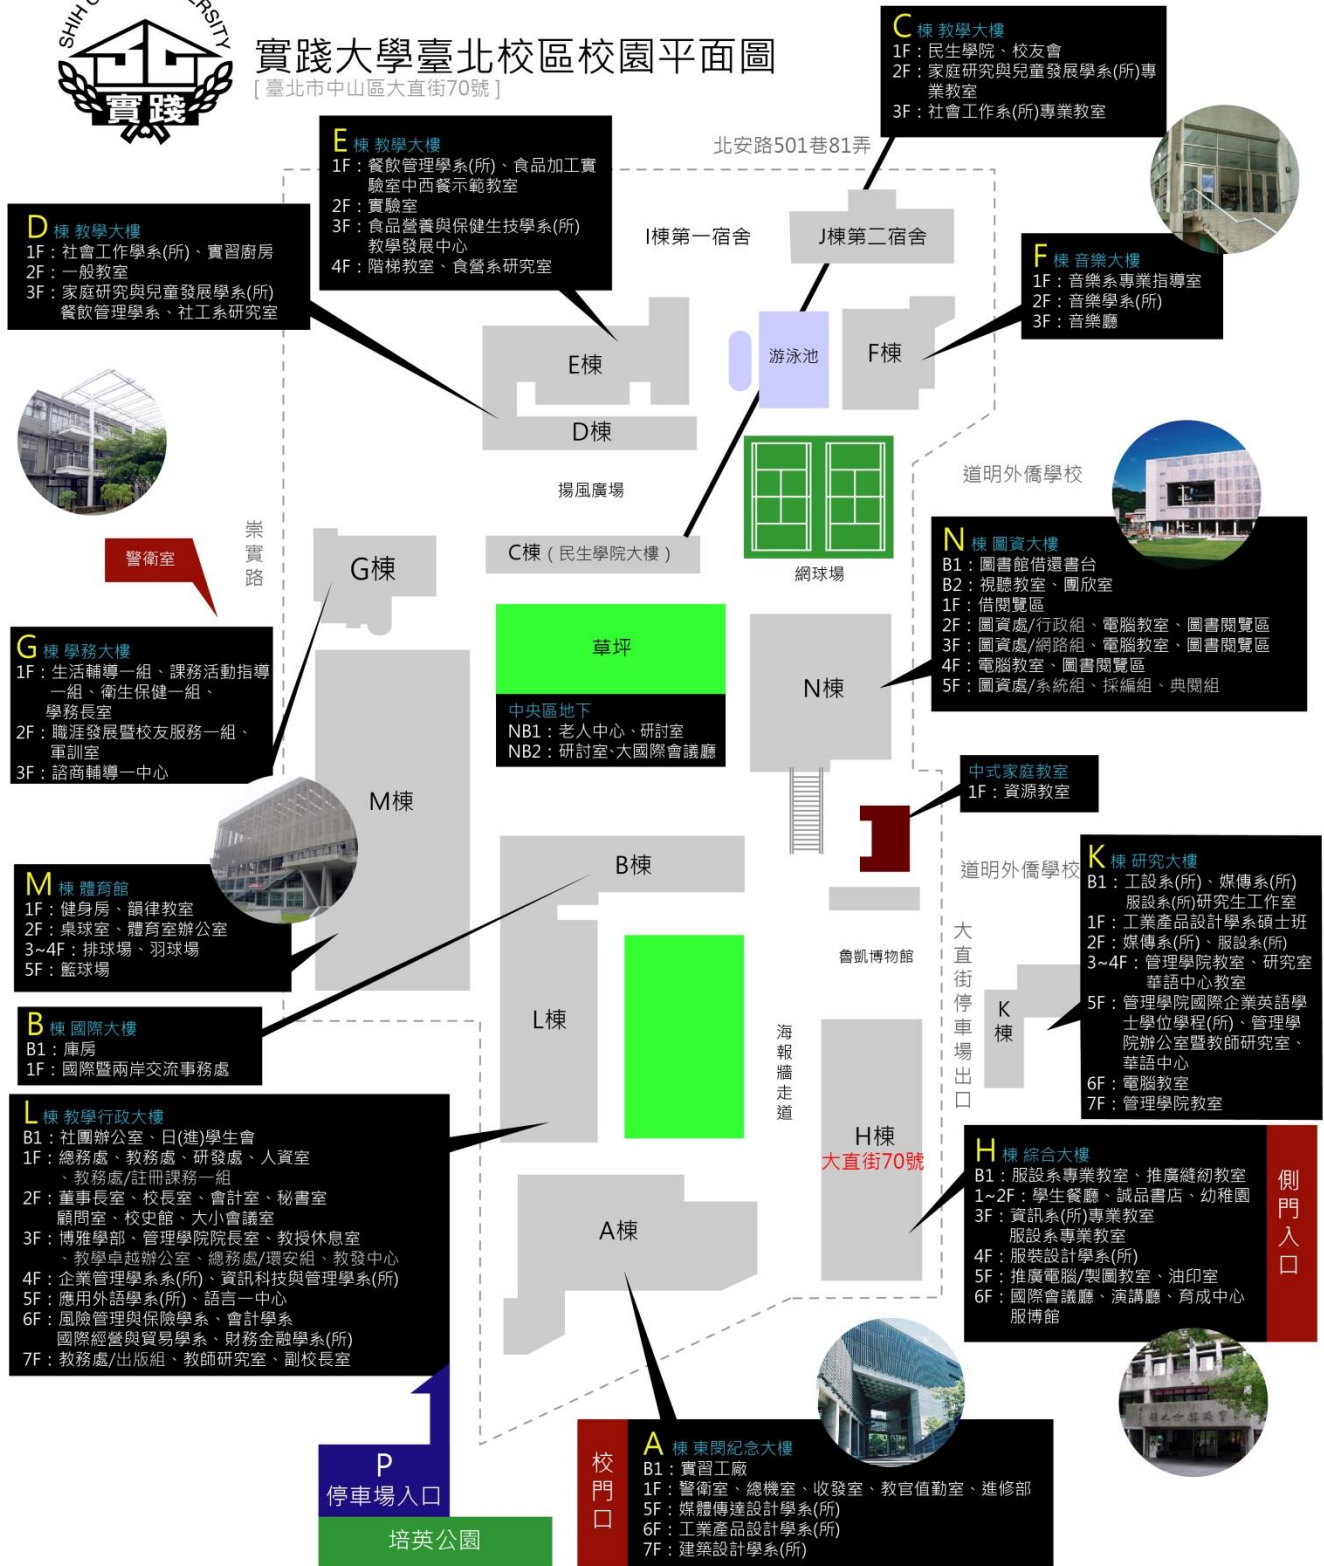 實踐大學臺北校區校園平面圖
[ 臺北市中山區大直街70號 ]
實踐
C 棟 教學大樓
1F：民生學院、校友會
2F：家庭研究與兒童發展學系(所)專
業教室
3F：社會工作系(所)專業教室
E 棟 教學大樓
1F：餐飲管理學系(所)、食品加工實
驗室中西餐示範教室
2F：實驗室
3F：食品營養與保健生技學系(所)
教學發展中心
4F：階梯教室、食營系研究室
北安路501巷81弄
D 棟 教學大樓
1F：社會工作學系(所)、實習廚房
2F：一般教室
3F：家庭研究與兒童發展學系(所)
餐飲管理學系、社工系研究室
I棟第一宿舍
J棟第二宿舍
F 棟 音樂大樓
1F：音樂系專業指導室
2F：音樂學系(所)
3F：音樂廳
E棟
游泳池
F棟
D棟
揚風廣場
道明外僑學校
崇實路
警衛室
G棟
C棟（民生學院大樓）
網球場
N 棟 圖資大樓
B1：圖書館借還書台
B2：視聽教室、團欣室
1F：借閱覽區
2F：圖資處/行政組、電腦教室、圖書閱覽區
3F：圖資處/網路組、電腦教室、圖書閱覽區
4F：電腦教室、圖書閱覽區
5F：圖資處/系統組、採編組、典閱組
G 棟 學務大樓
1F：生活輔導一組、課務活動指導
一組、衛生保健一組、
學務長室
2F：職涯發展暨校友服務一組、
軍訓室
3F：諮商輔導一中心
草坪
中央區地下
NB1：老人中心、研討室
NB2：研討室、大國際會議廳
N棟
M棟
中式家庭教室
1F：資源教室
M 棟 體育館
1F：健身房、韻律教室
2F：桌球室、體育室辦公室
3~4F：排球場、羽球場
5F：籃球場
B棟
道明外僑學校
K 棟 研究大樓
B1：工設系(所)、媒傳系(所)
服設系(所)研究生工作室
1F：工業產品設計學系碩士班
2F：媒傳系(所)、服設系(所)
3~4F：管理學院教室、研究室
華語中心教室
5F：管理學院國際企業英語學
士學位學程(所)、管理學
院辦公室暨教師研究室、
華語中心
6F：電腦教室
7F：管理學院教室
魯凱博物館
大直街停車場出口
K棟
B 棟 國際大樓
B1：庫房
1F：國際暨兩岸交流事務處
L棟
海報牆走道
L 棟 教學行政大樓
B1：社團辦公室、日(進)學生會
1F：總務處、教務處、研發處、人資室
、教務處/註冊課務一組
2F：董事長室、校長室、會計室、秘書室
顧問室、校史館、大小會議室
3F：博雅學部、管理學院院長室、教授休息室
、教學卓越辦公室、總務處/環安組、教發中心
4F：企業管理學系系(所)、資訊科技與管理學系(所)
5F：應用外語學系(所)、語言一中心
6F：風險管理與保險學系、會計學系
國際經營與貿易學系、財務金融學系(所)
7F：教務處/出版組、教師研究室、副校長室
H棟
大直街70號
H 棟 綜合大樓
B1：服設系專業教室、推廣縫紉教室
1~2F：學生餐廳、誠品書店、幼稚園
3F：資訊系(所)專業教室
服設系專業教室
4F：服裝設計學系(所)
5F：推廣電腦/製圖教室、油印室
6F：國際會議廳、演講廳、育成中心
服博館
側門入口
A棟
P
停車場入口
培英公園
校門口
A 棟 東閔紀念大樓
B1：實習工廠
1F：警衛室、總機室、收發室、教官值勤室、進修部
5F：媒體傳達設計學系(所)
6F：工業產品設計學系(所)
7F：建築設計學系(所)